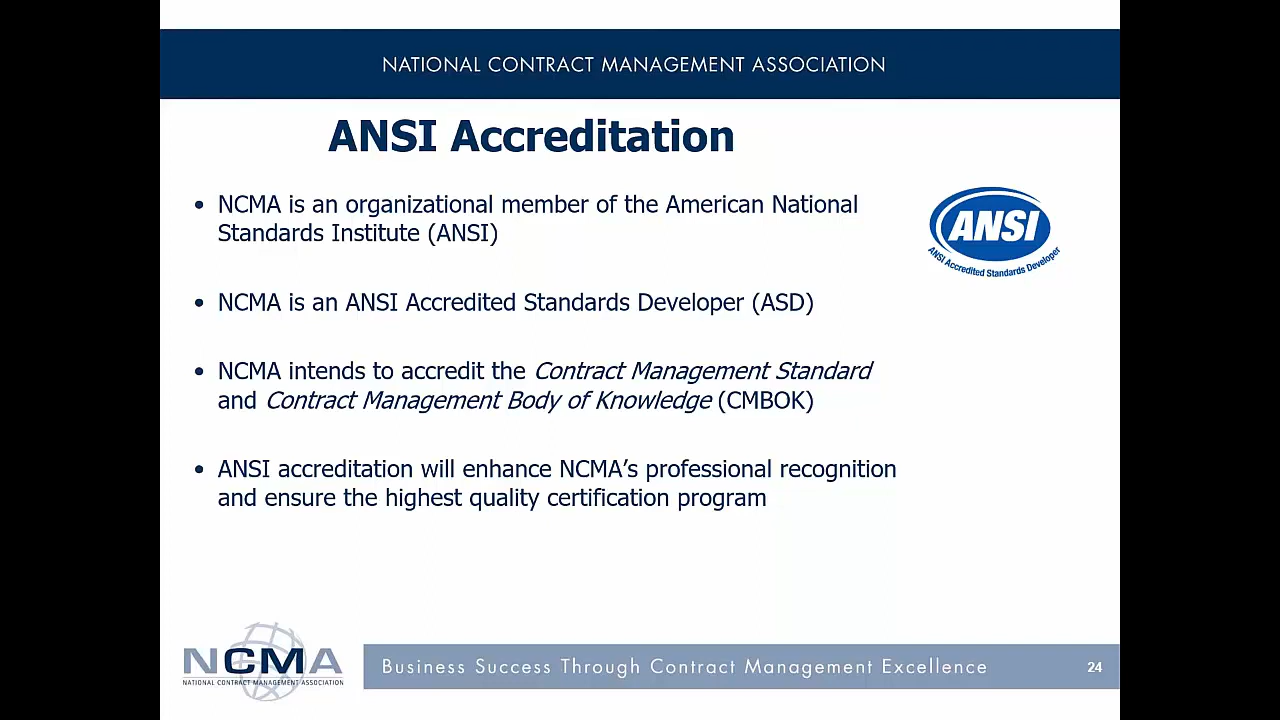 NATIONAL CONTRACT MANAGEMENT ASSOCIATION
ANSI Accreditation
• NCMA is an organizational member of the American National
Standards Institute (ANSI)
ANSI
ANSI Accredited Standards Developer
• NCMA is an ANSI Accredited Standards Developer (ASD)
• NCMA intends to accredit the Contract Management Standard
and Contract Management Body of Knowledge (CMBOK)
• ANSI accreditation will enhance NCMA’s professional recognition
and ensure the highest quality certification program
NCMA
NATIONAL CONTRACT MANAGEMENT ASSOCIATION
Business Success Through Contract Management Excellence
24